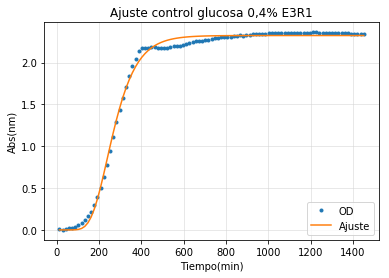 Ajuste control glucosa 0,4% E3R1
Abs(nm)
2.0
1.5
1.0
0.5
0.0
OD
Ajuste
0 200 400 600 800 1000 1200 1400
Tiempo(min)